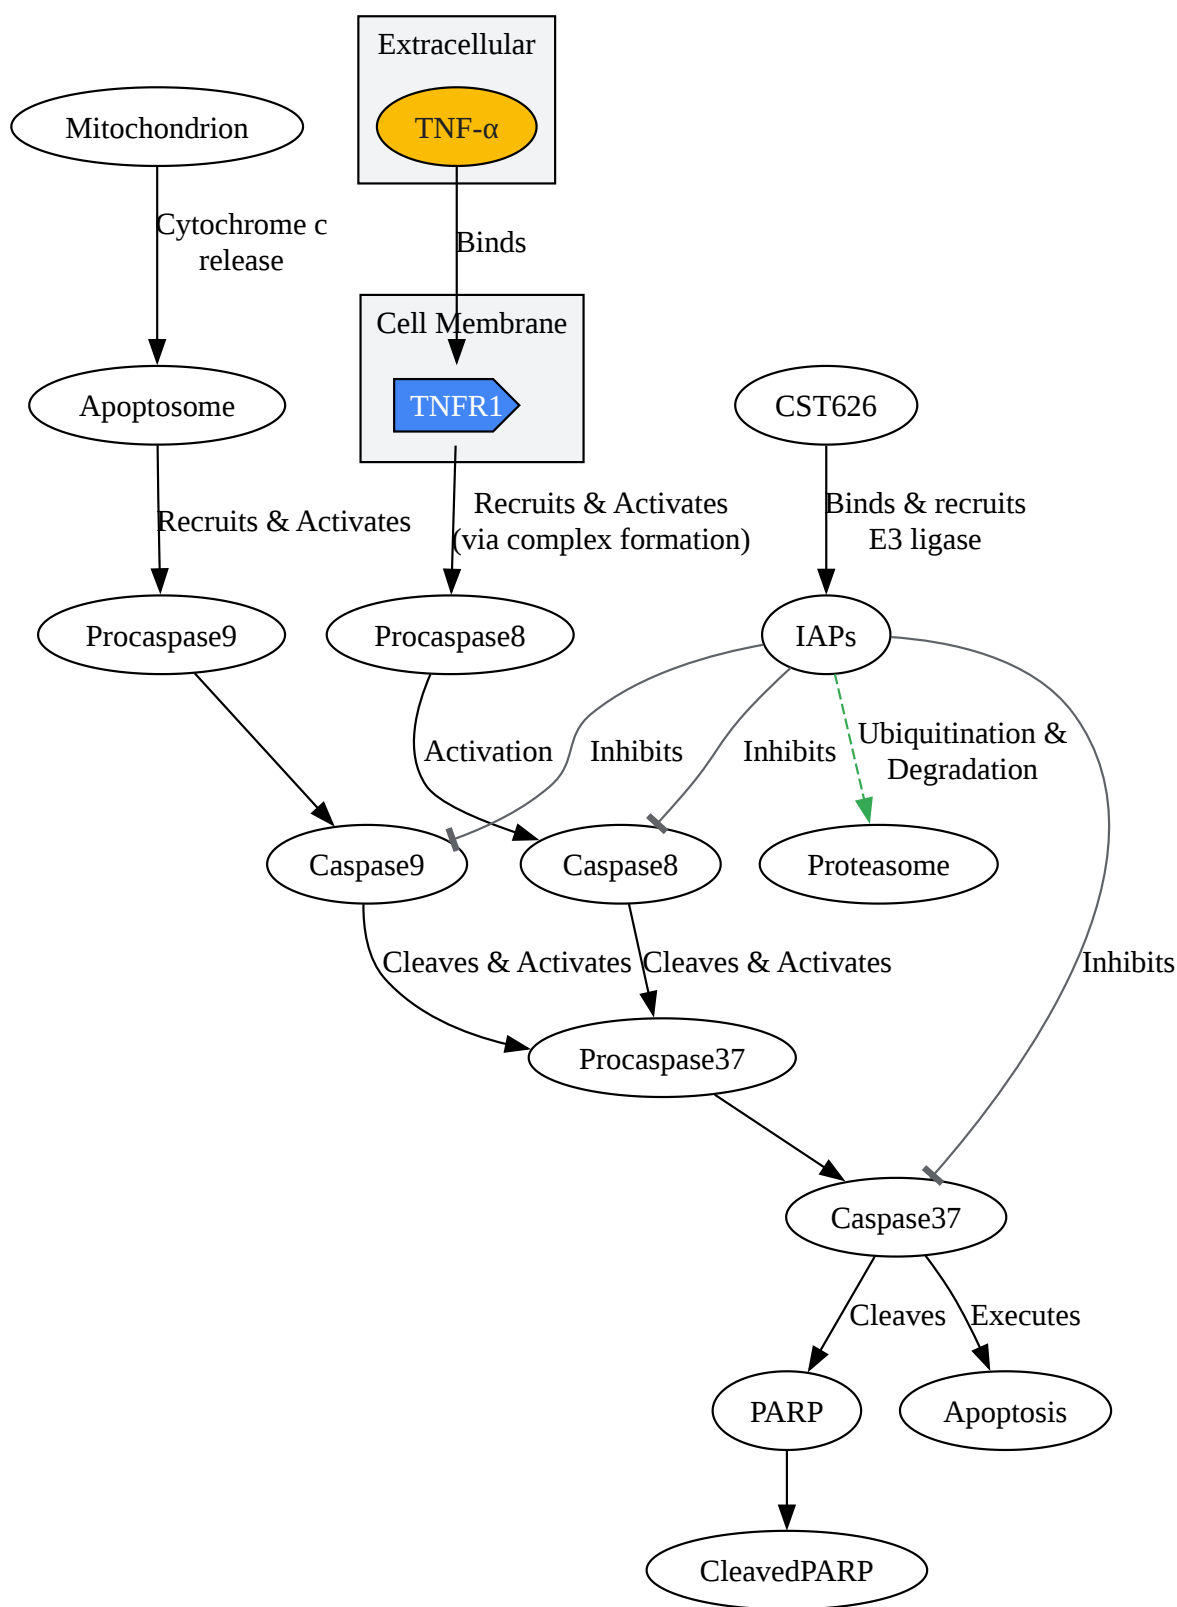 Extracellular
Mitochondrion
TNF-α
Cytochrome c
release
Binds
Cell Membrane
Apoptosome
TNFR1
CST626
Recruits & Activates
Recruits & Activates
(via complex formation)
Binds & recruits
E3 ligase
Procaspase9
Procaspase8
IAPs
Activation
Inhibits
Inhibits
Ubiquitination &
Degradation
Caspase9
Caspase8
Proteasome
Cleaves & Activates
Cleaves & Activates
Inhibits
Procaspase37
Caspase37
Cleaves
Executes
PARP
Apoptosis
CleavedPARP